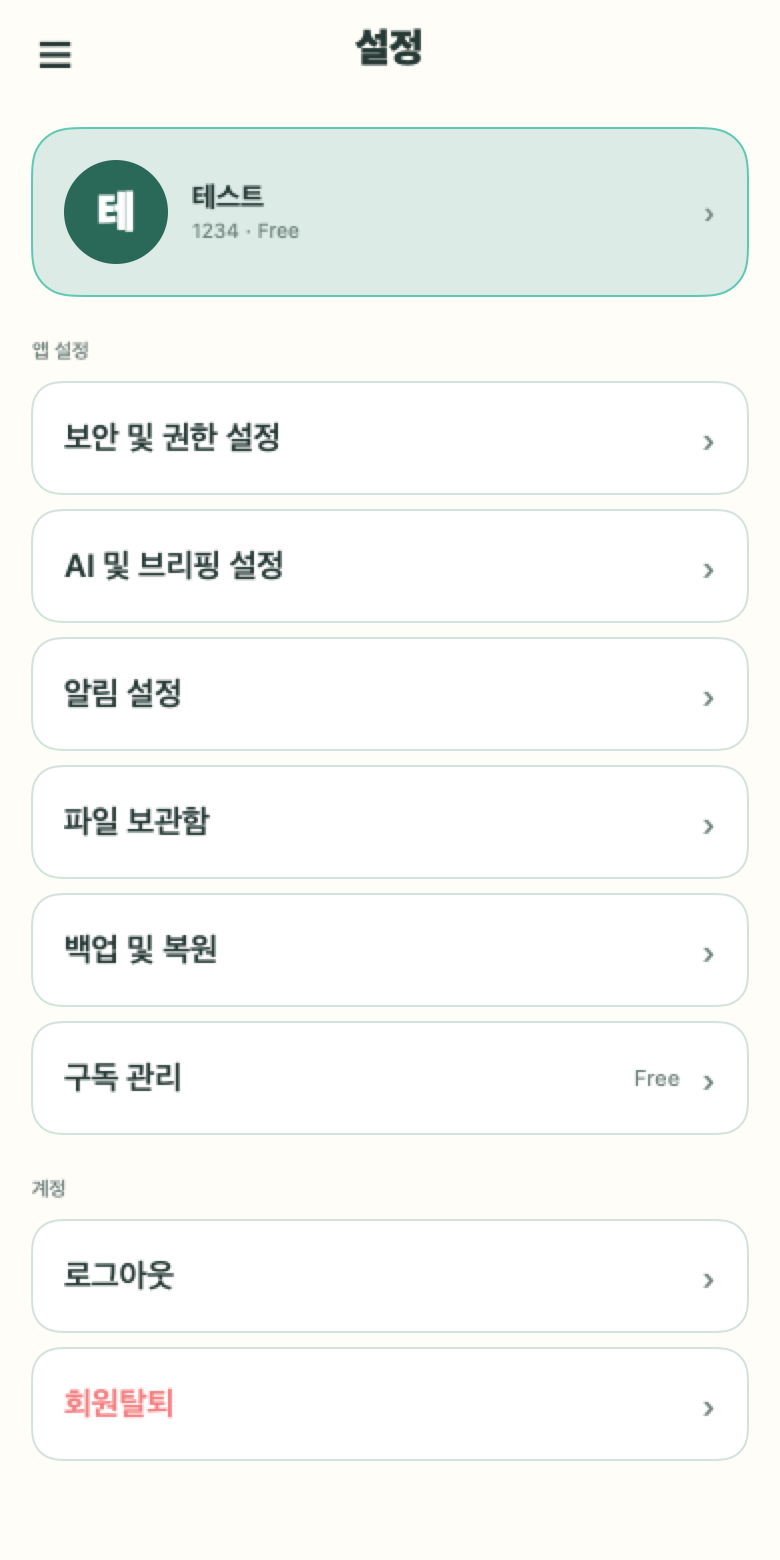 설정
테
테스트
1234 · Free
앱 설정
보안 및 권한 설정
AI 및 브리핑 설정
알림 설정
파일 보관함
백업 및 복원
구독 관리
Free
계정
로그아웃
회원탈퇴